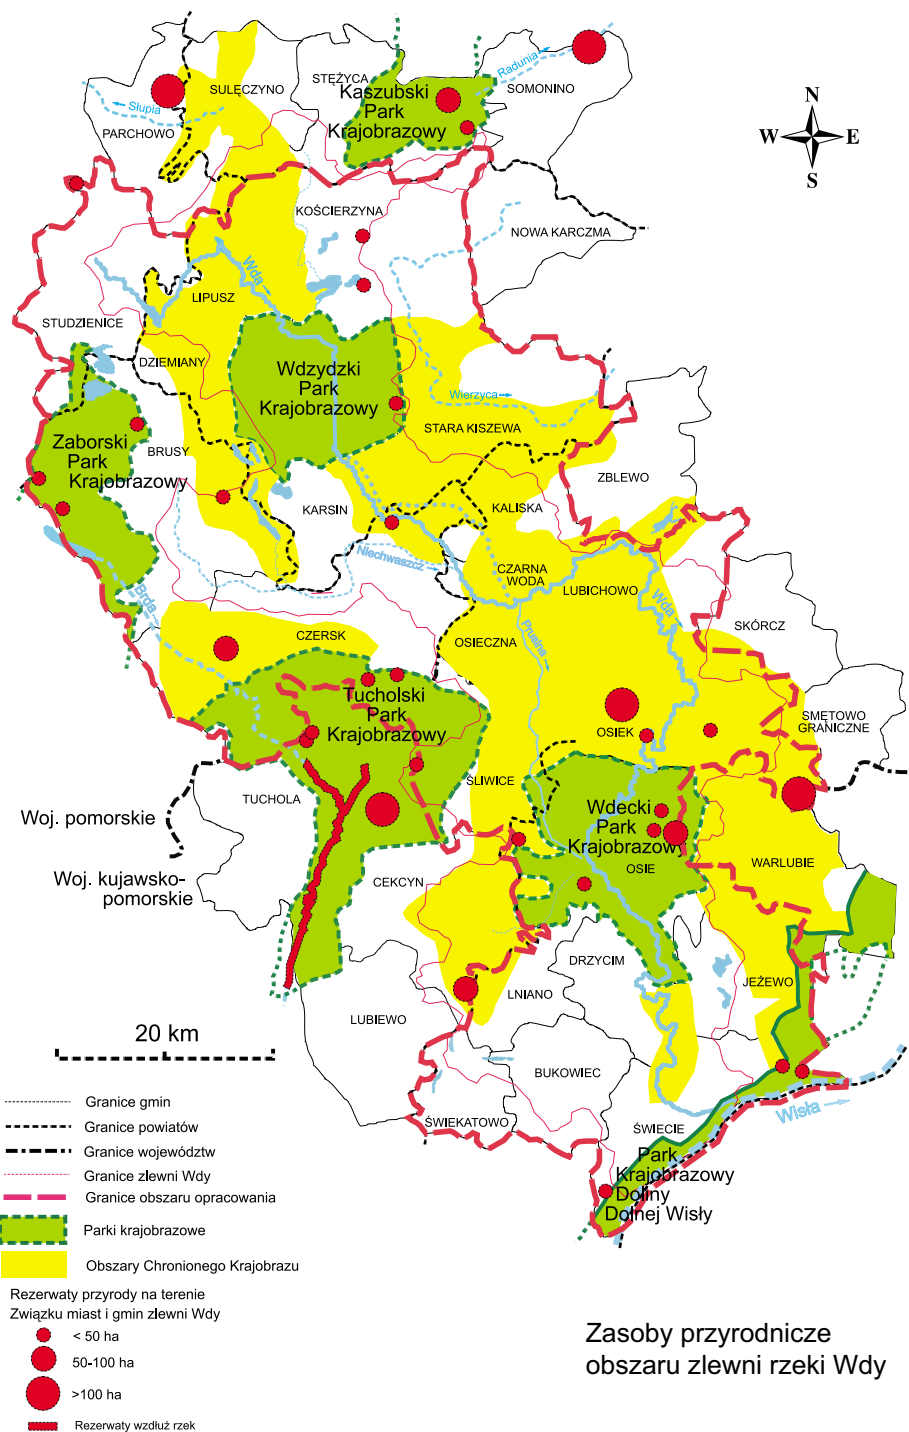 Radunia
STĘŻYCA
SULĘCZYNO
SOMONINO
Kaszubski
Park
Krajobrazowy
Słupia
PARCHOWO
N
W
E
S
KOŚCIERZYNA
NOWA KARCZMA
Wda
LIPUSZ
STUDZIENICE
DZIEMIANY
Wdzydzki
Park
Krajobrazowy
Wierzyca
STARA KISZEWA
Zaborski
Park
Krajobrazowy
BRUSY
ZBLEWO
KARSIN
KALISKA
Niechwaszcz
CZARNA
WODA
LUBICHOWO
Wda
Brda
CZERSK
OSIECZNA
Prusina
SKÓRCZ
Tucholski
Park
Krajobrazowy
OSIEK
SMĘTOWO
GRANICZNE
TUCHOLA
ŚLIWICE
Woj. pomorskie
Wdecki
Park
Krajobrazowy
OSIE
WARLUBIE
Woj. kujawsko-
pomorskie
CEKCYN
DRZYCIM
JEŻEWO
LNIANO
LUBIEWO
20 km
BUKOWIEC
Wisła
ŚWIEKATOWO
ŚWIECIE
Park
Krajobrazowy
Doliny
Dolnej Wisły
Granice gmin
Granice powiatów
Granice województw
Granice zlewni Wdy
Granice obszaru opracowania
Parki krajobrazowe
Obszary Chronionego Krajobrazu
Rezerwaty przyrody na terenie
Związku miast i gmin zlewni Wdy
< 50 ha
50-100 ha
>100 ha
Rezerwaty wzdłuż rzek
Zasoby przyrodnicze
obszaru zlewni rzeki Wdy